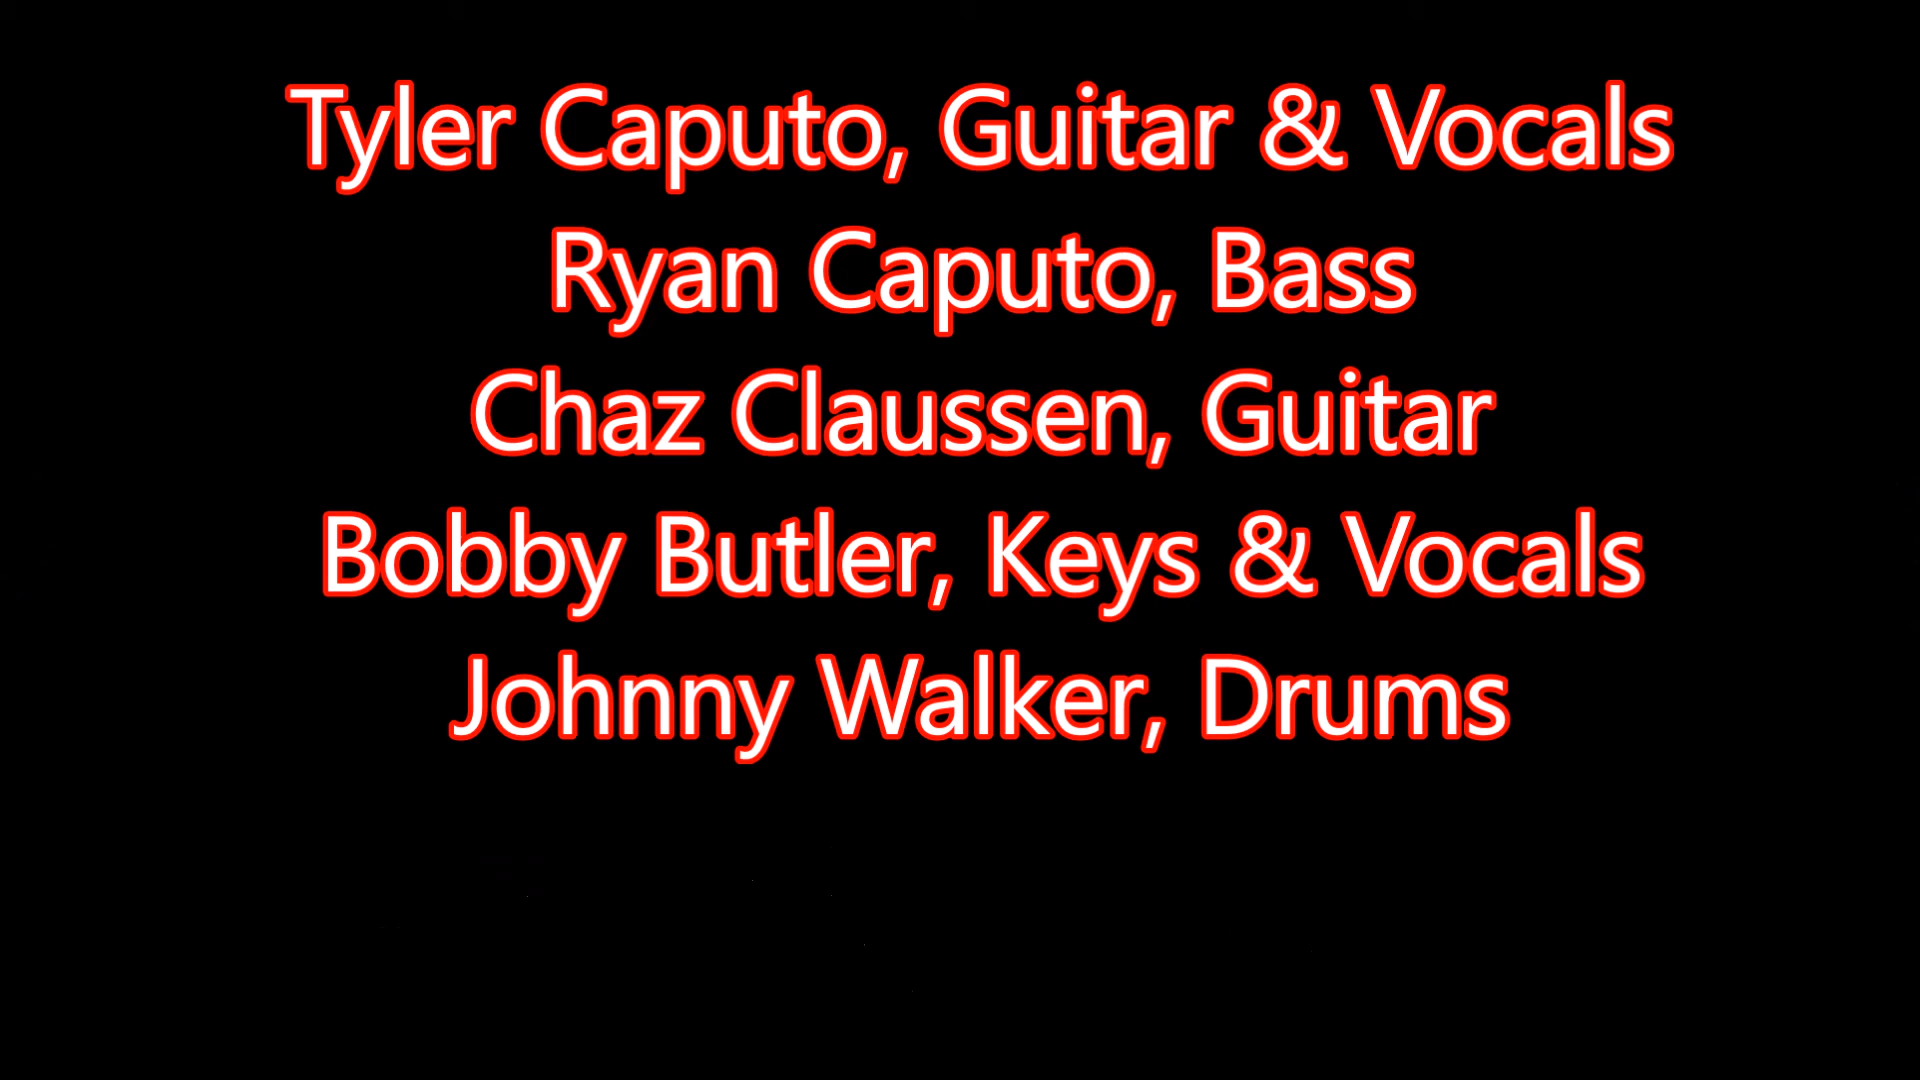 Tyler Caputo, Guitar & Vocals
Ryan Caputo, Bass
Chaz Claussen, Guitar
Bobby Butler, Keys & Vocals
Johnny Walker, Drums